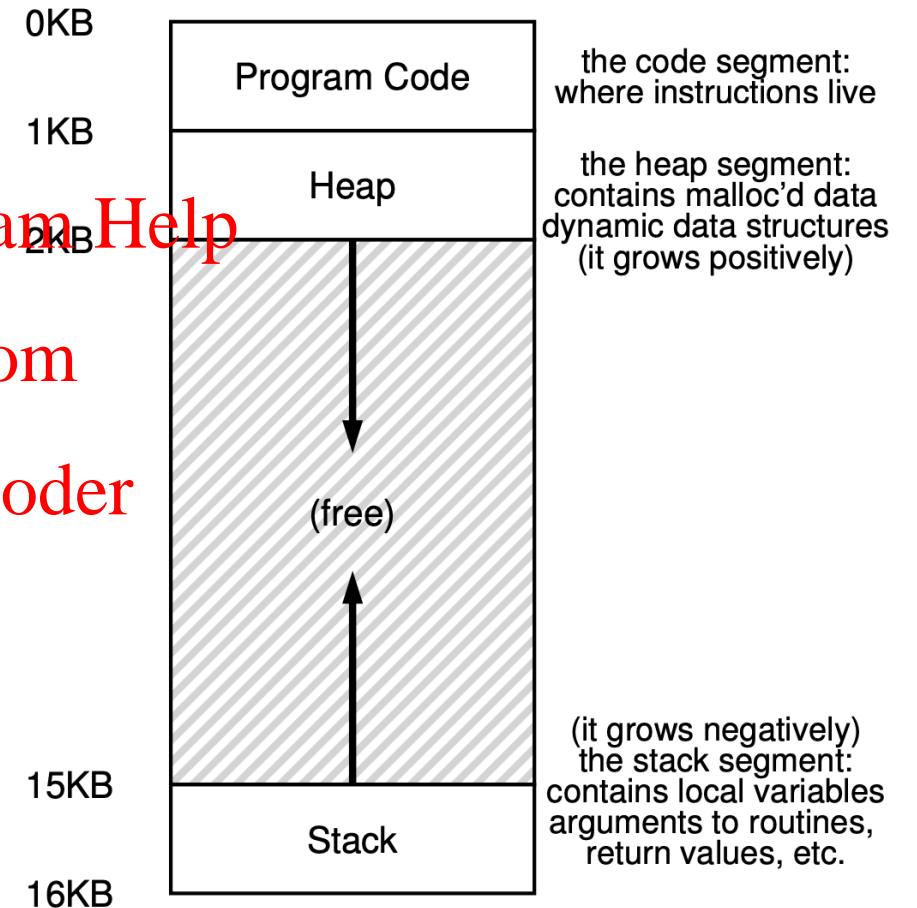 0KB
Program Code
the code segment:
where instructions live
1KB
Heap
the heap segment:
contains malloc'd data
dynamic data structures
(it grows positively)
Help
2KB
(free)
(it grows negatively)
the stack segment:
contains local variables
arguments to routines,
return values, etc.
15KB
Stack
16KB